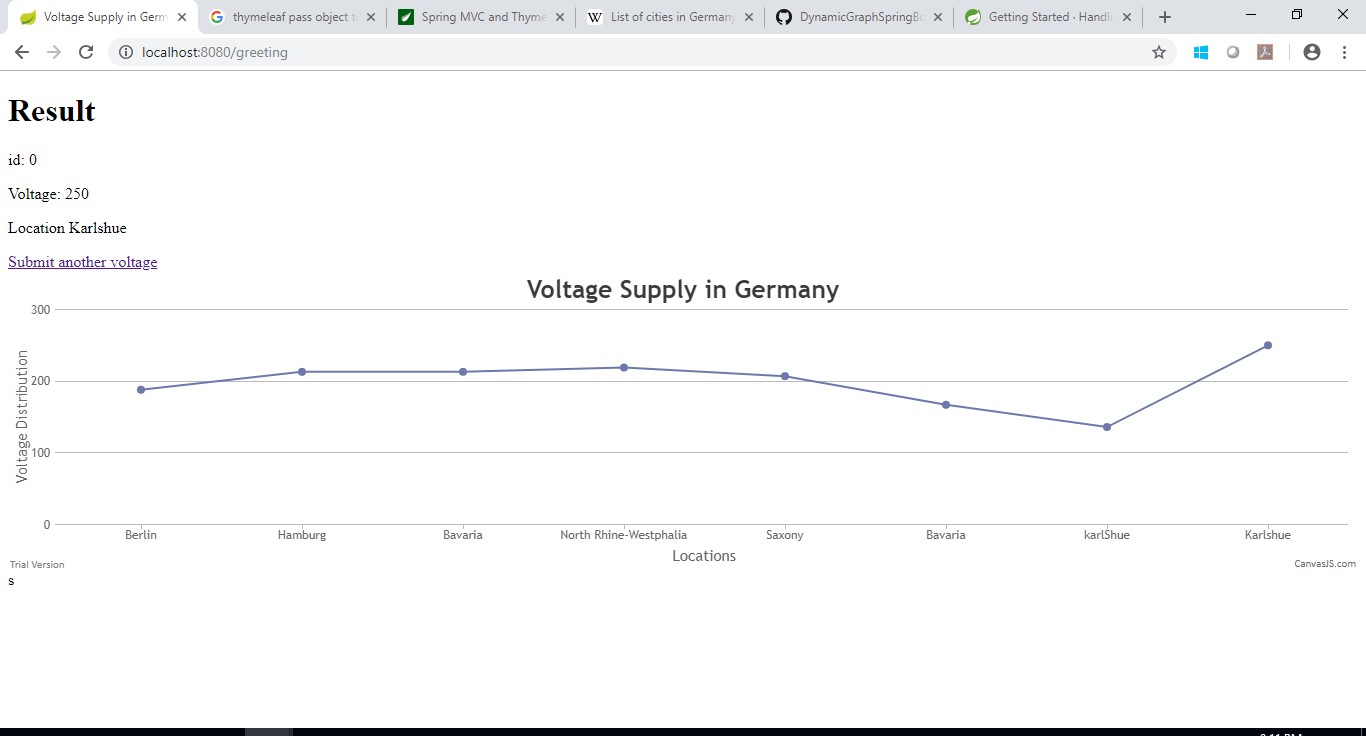 Voltage Supply in Germ
thymeleaf pass object t
Spring MVC and Thyme
W List of cities in Germany
DynamicGraphSpringBo
Getting Started · Handli
localhost:8080/greeting
Result
id: 0
Voltage: 250
Location Karlshue
Submit another voltage
Voltage Supply in Germany
Voltage Distribution
300
200
100
0
Berlin Hamburg Bavaria North Rhine-Westphalia Saxony Bavaria karlShue Karlshue
Locations
Trial Version
CanvasJS.com
s